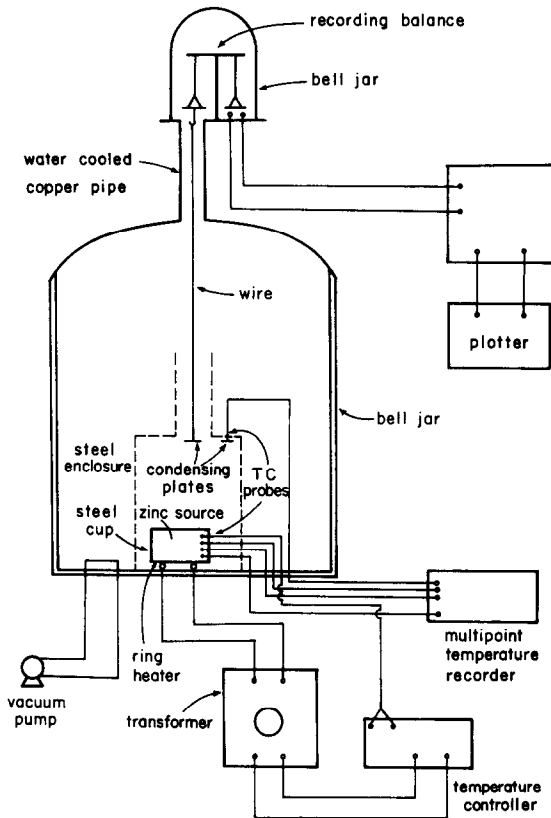 recording balance
bell jar
water cooled
copper pipe
wire
plotter
bell jar
steel
enclosure
condensing
plates
TC
probes
steel
cup
zinc source
ring
heater
vacuum
pump
transformer
multipoint
temperature
recorder
temperature
controller